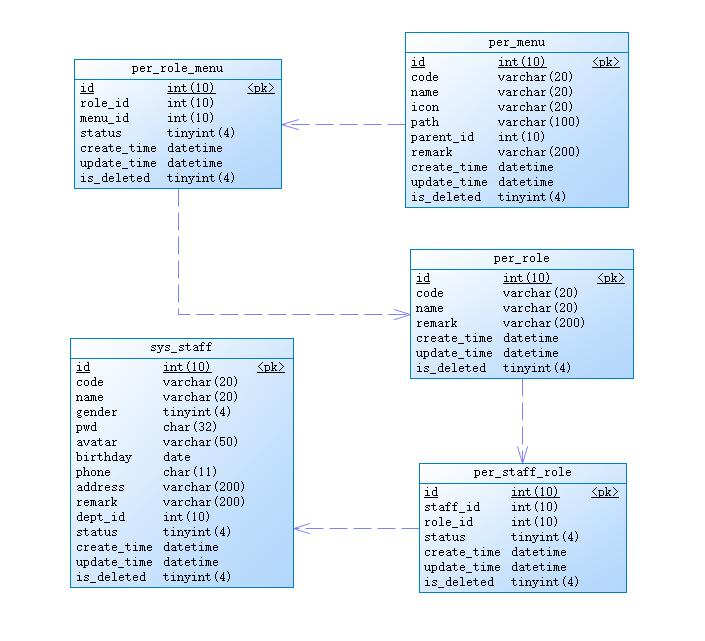 per_role_menu
id int(10) <pk>
role_id int(10)
menu_id int(10)
status tinyint(4)
create_time datetime
update_time datetime
is_deleted tinyint(4)
per_menu
id int(10) <pk>
code varchar(20)
name varchar(20)
icon varchar(20)
path varchar(100)
parent_id int(10)
remark varchar(200)
create_time datetime
update_time datetime
is_deleted tinyint(4)
per_role
id int(10) <pk>
code varchar(20)
name varchar(20)
remark varchar(200)
create_time datetime
update_time datetime
is_deleted tinyint(4)
sys_staff
id int(10) <pk>
code varchar(20)
name varchar(20)
gender tinyint(4)
pwd char(32)
avatar varchar(50)
birthday date
phone char(11)
address varchar(200)
remark varchar(200)
dept_id int(10)
status tinyint(4)
create_time datetime
update_time datetime
is_deleted tinyint(4)
per_staff_role
id int(10) <pk>
staff_id int(10)
role_id int(10)
status tinyint(4)
create_time datetime
update_time datetime
is_deleted tinyint(4)